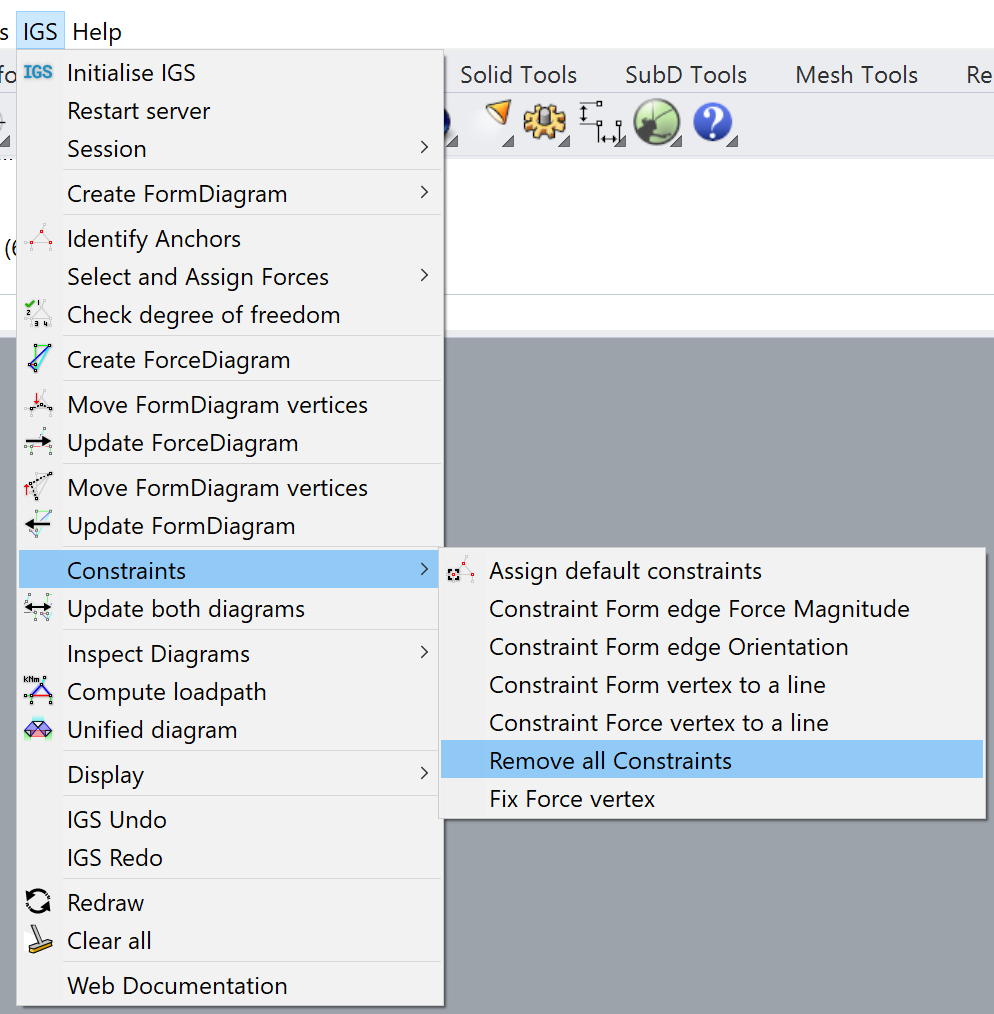 s IGS Help
IGS Initialise IGS
Restart server
Session
Create FormDiagram
Identify Anchors
Select and Assign Forces
Check degree of freedom
Create ForceDiagram
Move FormDiagram vertices
Update ForceDiagram
Move FormDiagram vertices
Update FormDiagram
Constraints
Update both diagrams
Inspect Diagrams
kNm
Compute loadpath
Unified diagram
Display
IGS Undo
IGS Redo
Redraw
Clear all
Web Documentation
Solid Tools SubD Tools Mesh Tools Re
Assign default constraints
Constraint Form edge Force Magnitude
Constraint Form edge Orientation
Constraint Form vertex to a line
Constraint Force vertex to a line
Remove all Constraints
Fix Force vertex